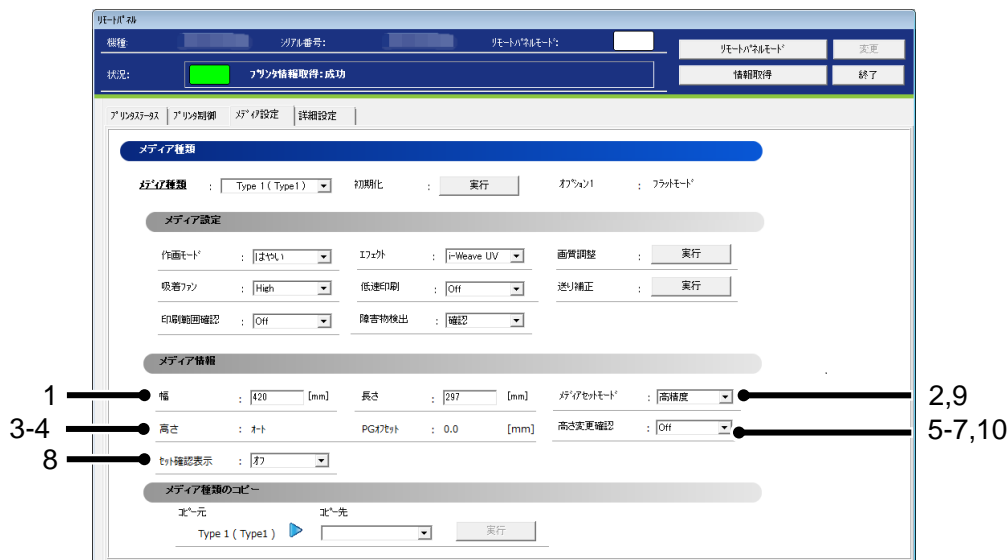 ﾘﾓｰﾄﾊﾟﾈﾙ
機種: ｼﾘｱﾙ番号: ﾘﾓｰﾄﾊﾟﾈﾙﾓｰﾄﾞ: ﾘﾓｰﾄﾊﾟﾈﾙﾓｰﾄﾞ 変更
状況: ﾌﾟﾘﾝﾀ情報取得:成功 情報取得 終了
ﾌﾟﾘﾝﾀｽﾃｰﾀｽ ﾌﾟﾘﾝﾀ制御 ﾒﾃﾞｨｱ設定 詳細設定
メディア種類
ﾒﾃﾞｨｱ種類 : Type 1 ( Type1 ) 初期化 : 実行 ｵﾌﾟｼｮﾝ1 : ﾌﾗｯﾄﾓｰﾄﾞ
メディア設定
作画ﾓｰﾄﾞ : はやい ｴﾌｪｸﾄ : i-Weave UV 画質調整 : 実行
吸着ﾌｧﾝ : High 低速印刷 : Off 送り補正 : 実行
印刷範囲確認 : Off 障害物検出 : 確認
メディア情報
1 幅 : 420 [mm] 長さ : 297 [mm] ﾒﾃﾞｨｱｾｯﾄﾓｰﾄﾞ : 高精度 2,9
3-4 高さ : ｵｰﾄ PGｵﾌｾｯﾄ : 0.0 [mm] 高さ変更確認 : Off 5-7,10
8 ｾｯﾄ確認表示 : ｵﾌ
メディア種類のコピー
ｺﾋﾟｰ元 ｺﾋﾟｰ先
Type 1 ( Type1 ) 実行